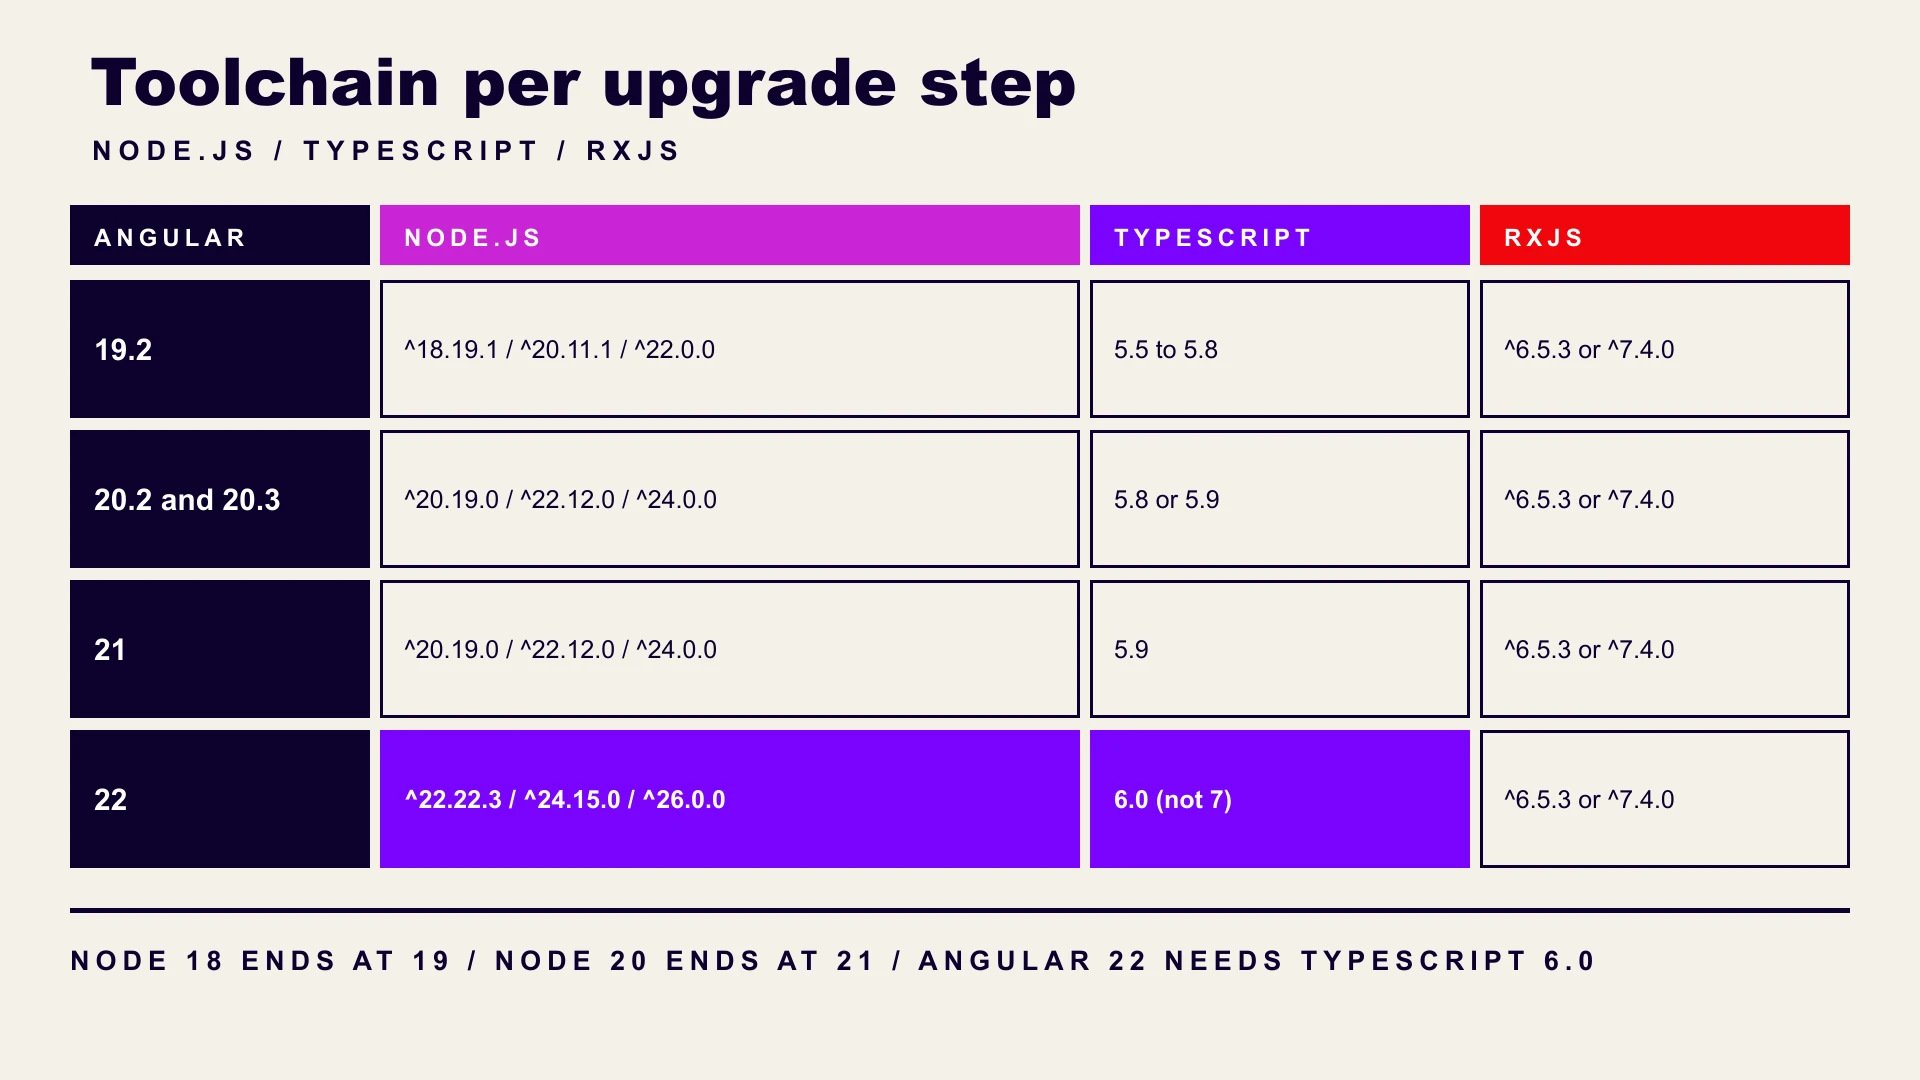 Toolchain per upgrade step
NODE.JS / TYPESCRIPT / RXJS
ANGULAR NODE.JS TYPESCRIPT RXJS
19.2 ^18.19.1 / ^20.11.1 / ^22.0.0 5.5 to 5.8 ^6.5.3 or ^7.4.0
20.2 and 20.3 ^20.19.0 / ^22.12.0 / ^24.0.0 5.8 or 5.9 ^6.5.3 or ^7.4.0
21 ^20.19.0 / ^22.12.0 / ^24.0.0 5.9 ^6.5.3 or ^7.4.0
22 ^22.22.3 / ^24.15.0 / ^26.0.0 6.0 (not 7) ^6.5.3 or ^7.4.0
NODE 18 ENDS AT 19 / NODE 20 ENDS AT 21 / ANGULAR 22 NEEDS TYPESCRIPT 6.0